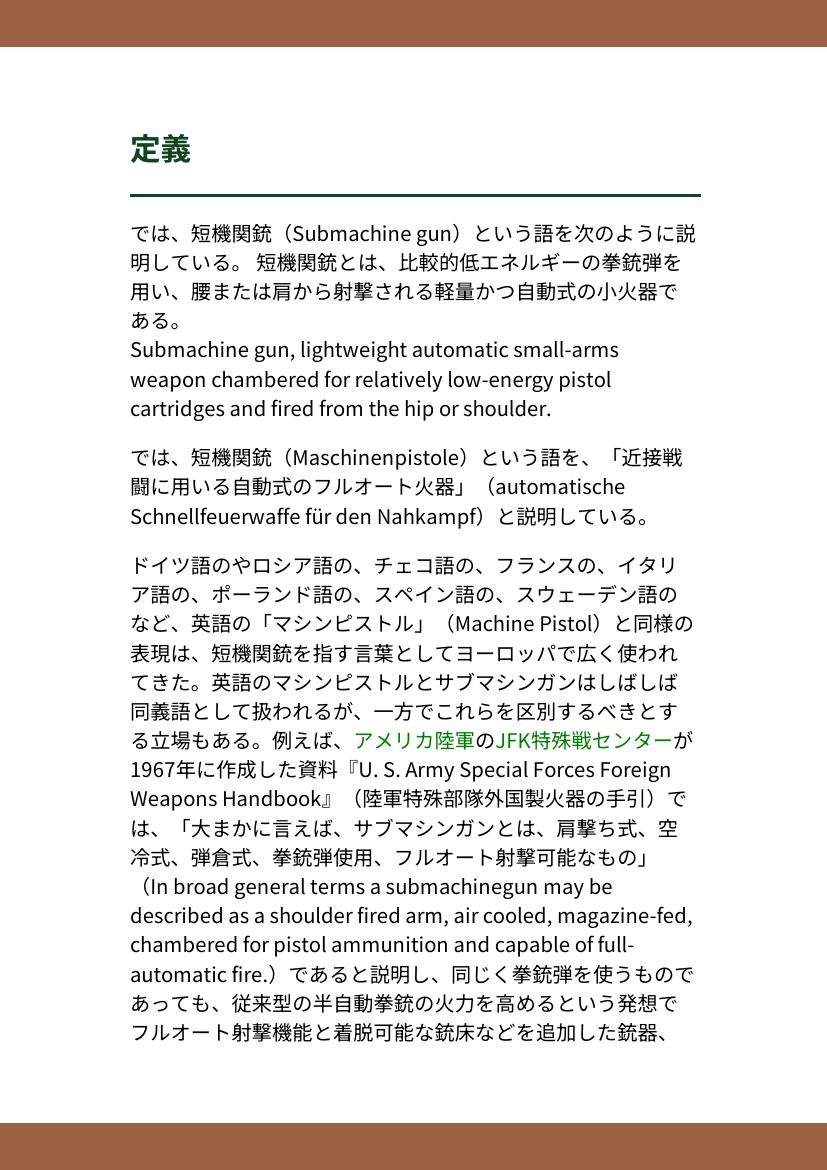 定義
では、短機関銃（Submachine gun）という語を次のように説
明している。 短機関銃とは、比較的低エネルギーの拳銃弾を
用い、腰または肩から射撃される軽量かつ自動式の小火器で
ある。
Submachine gun, lightweight automatic small-arms
weapon chambered for relatively low-energy pistol
cartridges and fired from the hip or shoulder.
では、短機関銃（Maschinenpistole）という語を、「近接戦
闘に用いる自動式のフルオート火器」（automatische
Schnellfeuerwaffe für den Nahkampf）と説明している。
ドイツ語のやロシア語の、チェコ語の、フランスの、イタリ
ア語の、ポーランド語の、スペイン語の、スウェーデン語の
など、英語の「マシンピストル」（Machine Pistol）と同様の
表現は、短機関銃を指す言葉としてヨーロッパで広く使われ
てきた。英語のマシンピストルとサブマシンガンはしばしば
同義語として扱われるが、一方でこれらを区別するべきとす
る立場もある。例えば、アメリカ陸軍のJFK特殊戦センターが
1967年に作成した資料『U. S. Army Special Forces Foreign
Weapons Handbook』（陸軍特殊部隊外国製火器の手引）で
は、「大まかに言えば、サブマシンガンとは、肩撃ち式、空
冷式、弾倉式、拳銃弾使用、フルオート射撃可能なもの」
（In broad general terms a submachinegun may be
described as a shoulder fired arm, air cooled, magazine-fed,
chambered for pistol ammunition and capable of full-
automatic fire.）であると説明し、同じく拳銃弾を使うもので
あっても、従来型の半自動拳銃の火力を高めるという発想で
フルオート射撃機能と着脱可能な銃床などを追加した銃器、